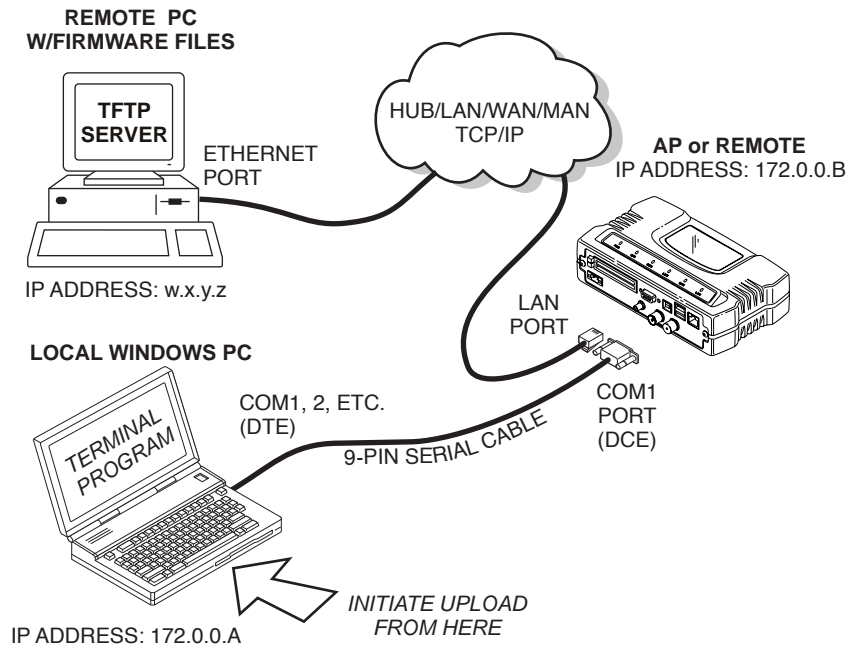 REMOTE PC
W/FIRMWARE FILES
TFTP
SERVER
ETHERNET
PORT
IP ADDRESS: w.x.y.z
HUB/LAN/WAN/MAN
TCP/IP
AP or REMOTE
IP ADDRESS: 172.0.0.B
LAN
PORT
COM1
PORT
(DCE)
LOCAL WINDOWS PC
COM1, 2, ETC.
(DTE)
9-PIN SERIAL CABLE
TERMINAL
PROGRAM
INITIATE UPLOAD
FROM HERE
IP ADDRESS: 172.0.0.A